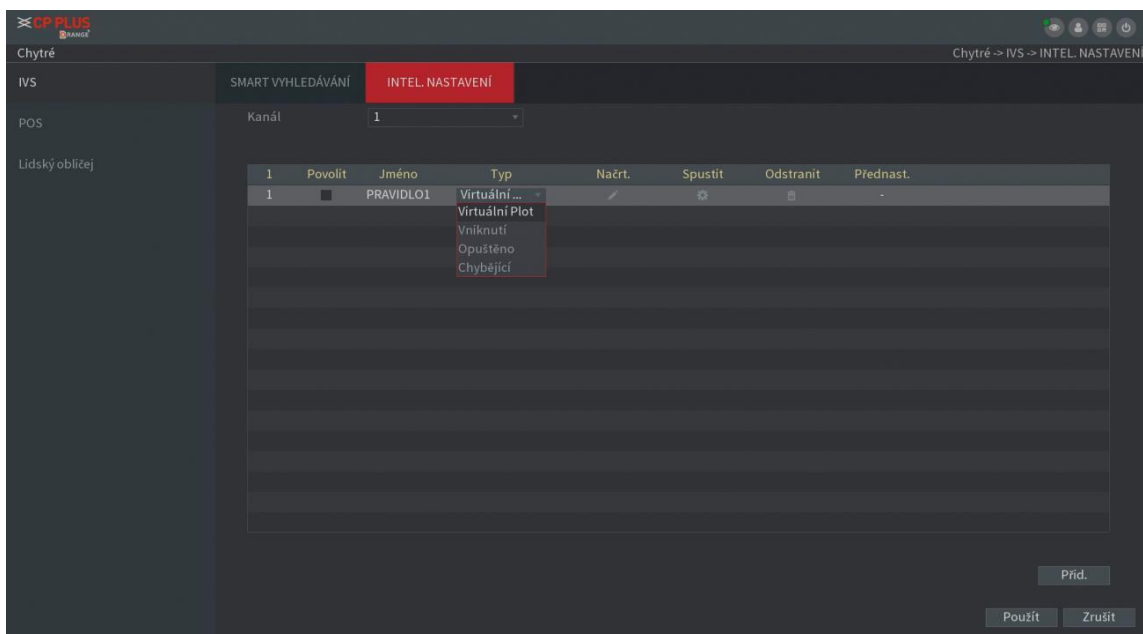 CP PLUS
ORANGE
Chytré
Chytré -> IVS -> INTEL. NASTAVENÍ
IVS
SMART VYHLEDÁVÁNÍ
INTEL. NASTAVENÍ
POS
Kanál 1
Lidský obličej
1 Povolit Jméno Typ Načrt. Spustit Odstranit Přednast.
1 PRAVIDLO1 Virtuální ... -
Virtuální Plot
Vniknutí
Opuštěno
Chybějící
Přid.
Použít Zrušit